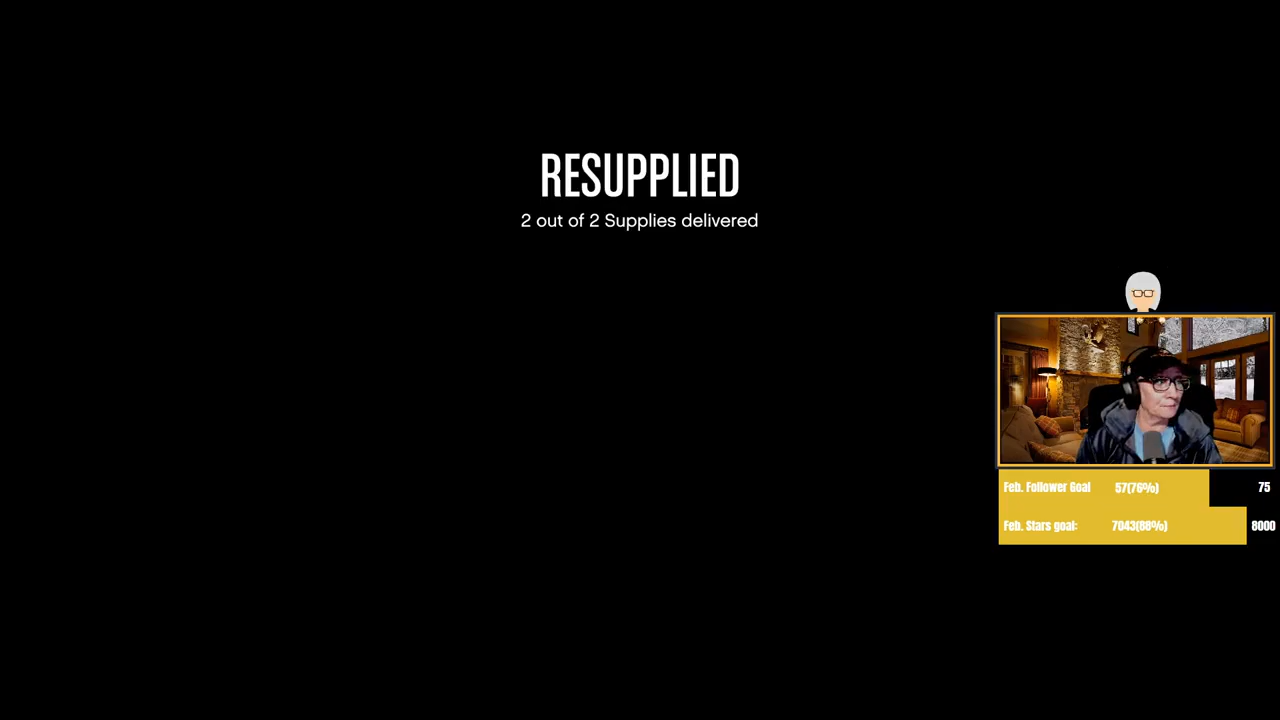 RESUPPLIED
2 out of 2 Supplies delivered
Feb. Follower Goal 57(76%) 75
Feb. Stars goal: 7043(88%) 8000